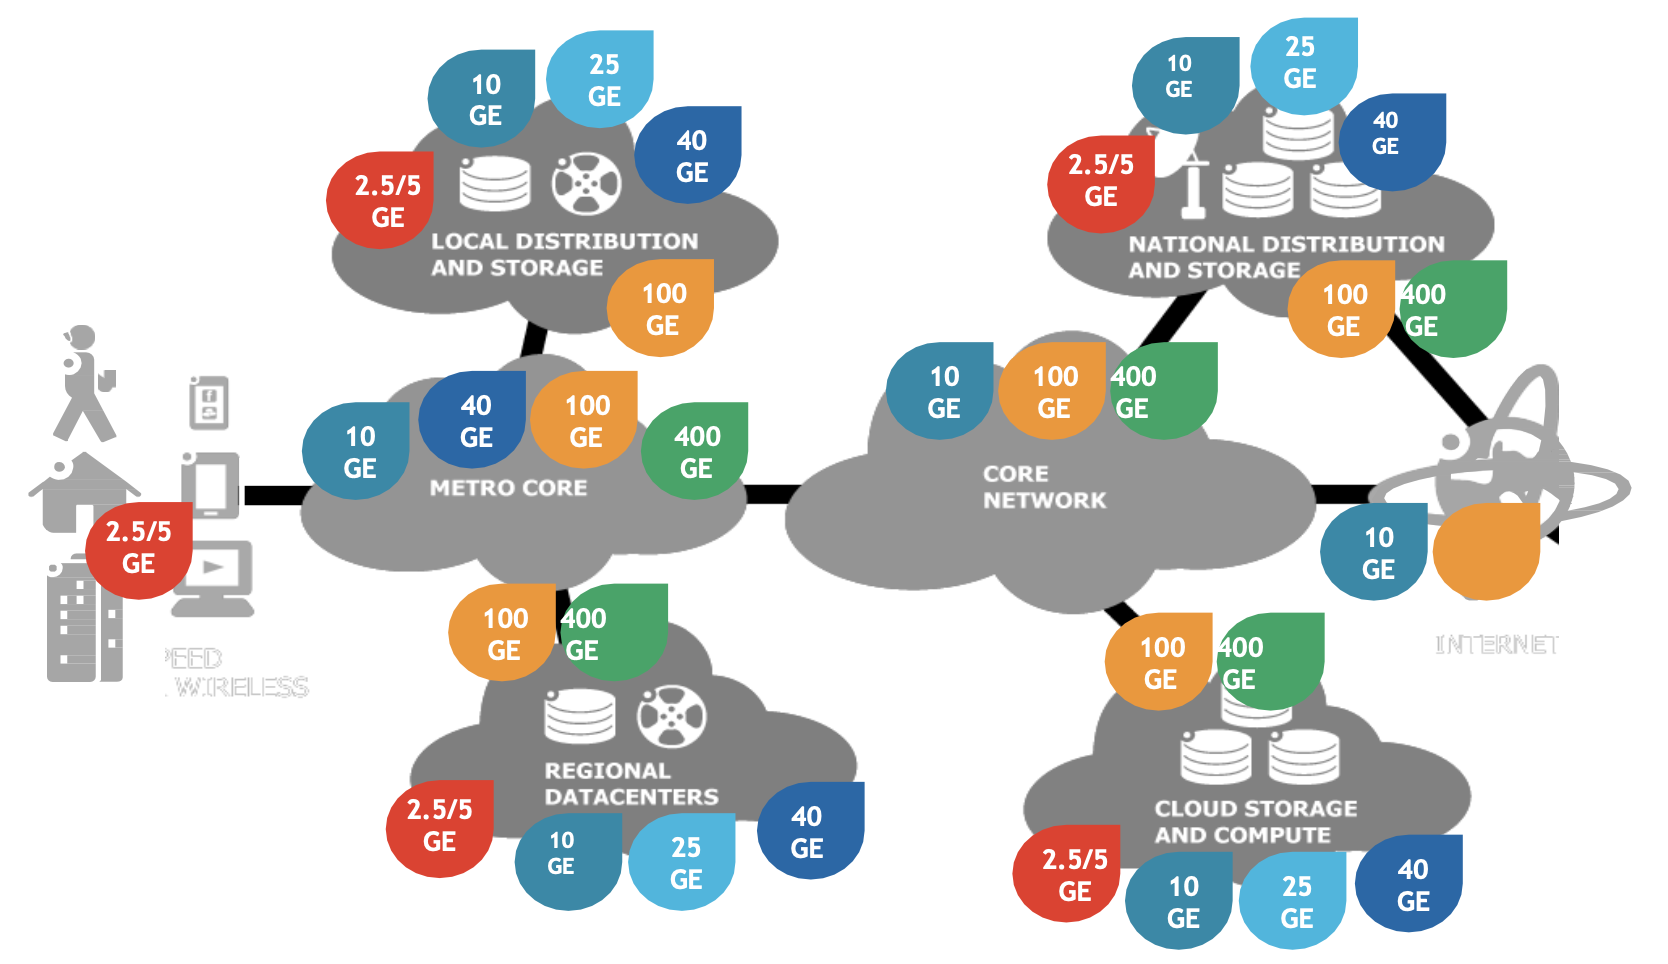 10
GE
25
GE
40
GE
2.5/5
GE
LOCAL DISTRIBUTION
AND STORAGE
100
GE
10
GE
25
GE
40
GE
2.5/5
GE
NATIONAL DISTRIBUTION
AND STORAGE
100
GE
400
GE
10
GE
40
GE
100
GE
400
GE
METRO CORE
10
GE
100
GE
400
GE
CORE
NETWORK
2.5/5
GE
WIRELESS
10
GE
INTERNET
100
GE
400
GE
REGIONAL
DATACENTERS
2.5/5
GE
10
GE
25
GE
40
GE
100
GE
400
GE
CLOUD STORAGE
AND COMPUTE
2.5/5
GE
10
GE
25
GE
40
GE